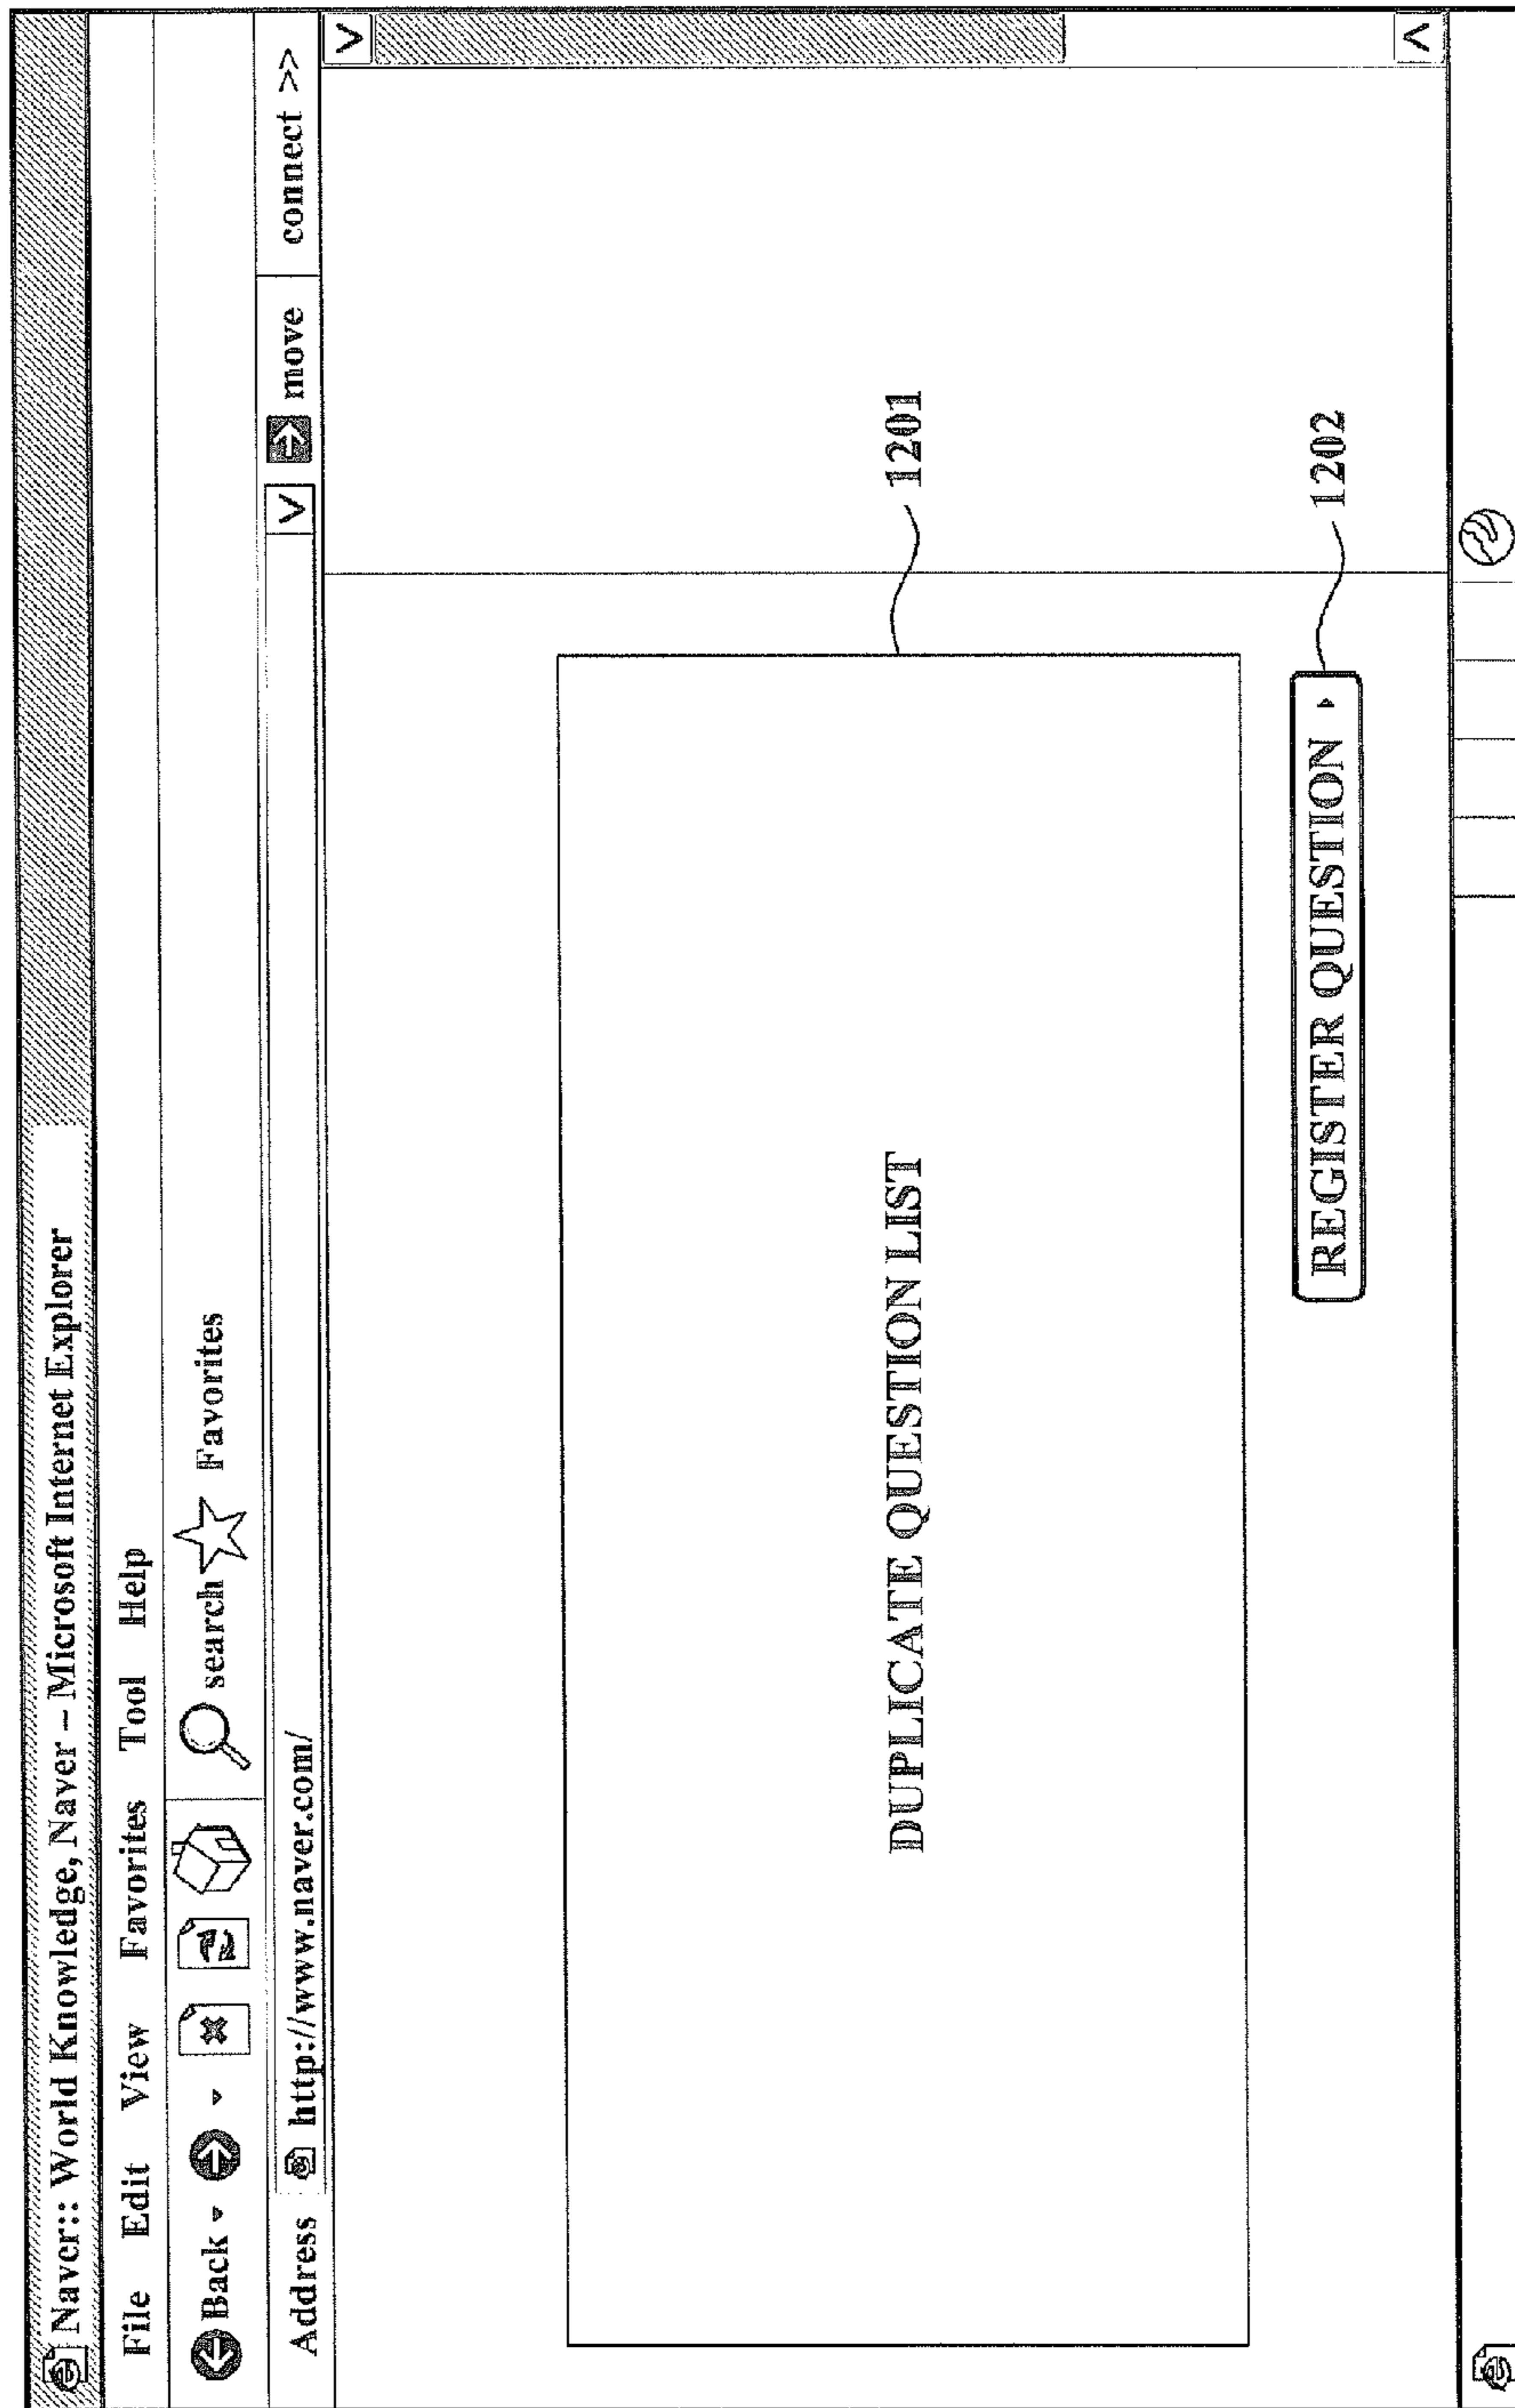 Naver:: World Knowledge, Naver – Microsoft Internet Explorer
File Edit View Favorites Tool Help
Back search Favorites
Address http://www.naver.com/ move connect >>
DUPLICATE QUESTION LIST
1201
REGISTER QUESTION
1202